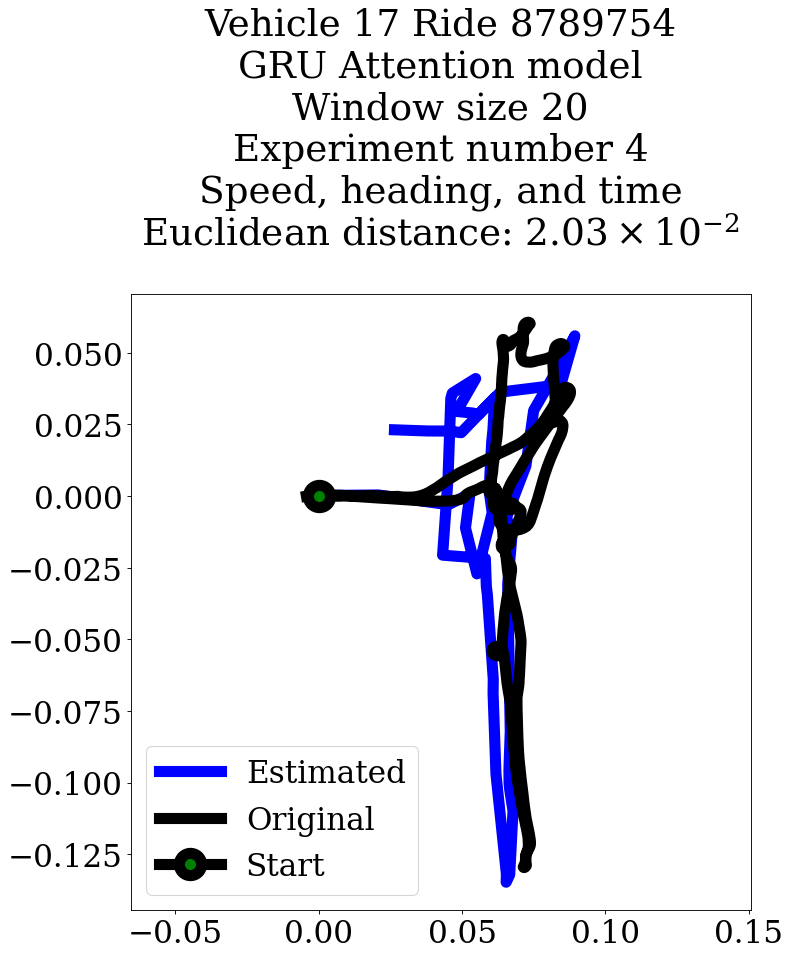 Vehicle 17 Ride 8789754
GRU Attention model
Window size 20
Experiment number 4
Speed, heading, and time
Euclidean distance: 2.03 × 10⁻²
0.050
0.025
0.000
−0.025
−0.050
−0.075
−0.100
−0.125
Estimated
Original
Start
−0.05 0.00 0.05 0.10 0.15